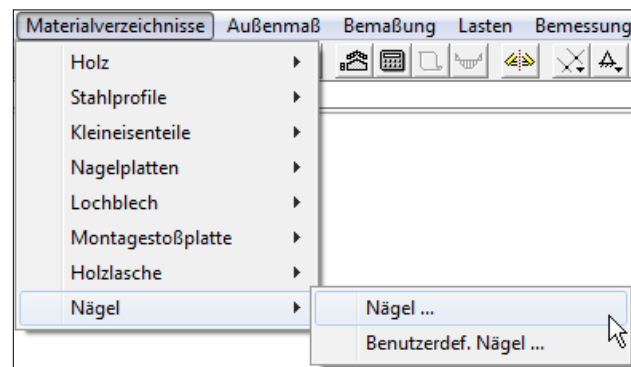 Materialverzeichnisse Außenmaß Bemaßung Lasten Bemessung
Holz
Stahlprofile
Kleineisenteile
Nagelplatten
Lochblech
Montagestoßplatte
Holzlasche
Nägel
Nägel ...
Benutzerdef. Nägel ...